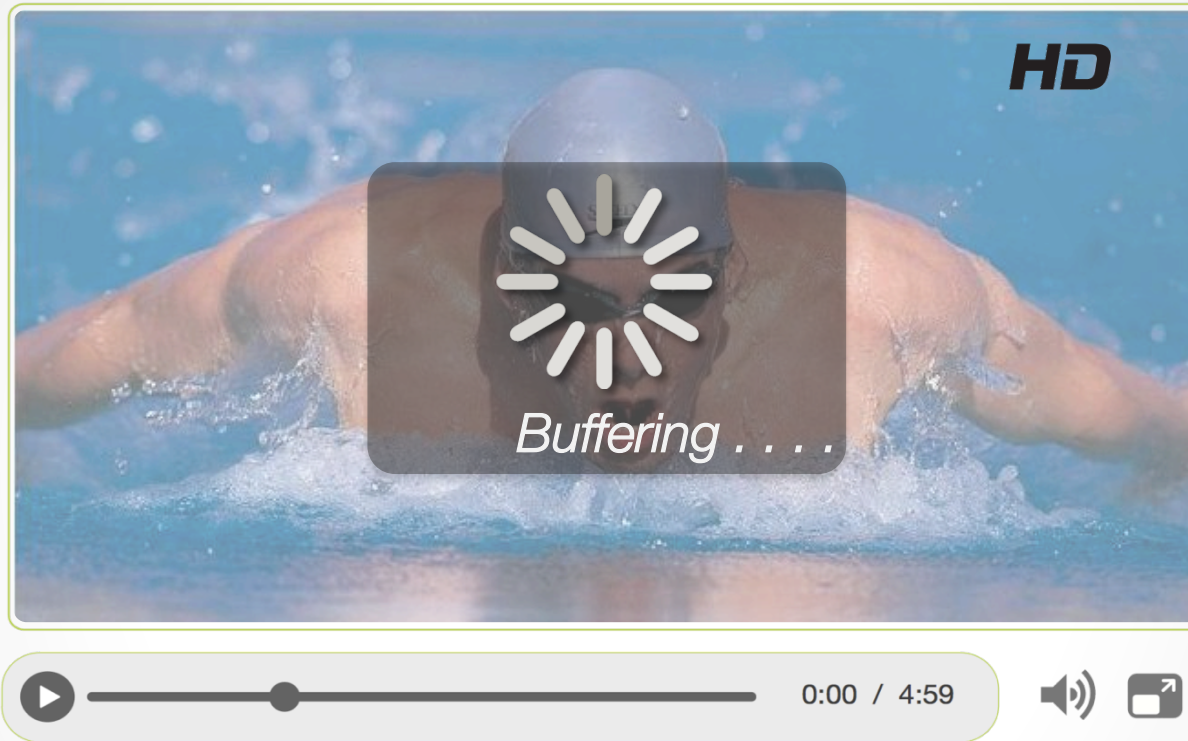 HD
Buffering . . . .
0:00 / 4:59